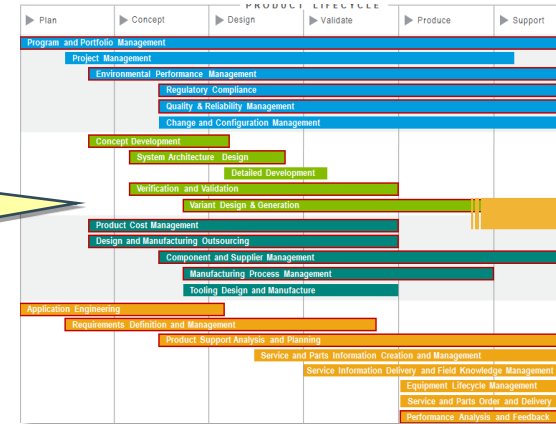 PRODUCT LIFECYCLE
Plan
Concept
Design
Validate
Produce
Support
Program and Portfolio Management
Project Management
Environmental Performance Management
Regulatory Compliance
Quality & Reliability Management
Change and Configuration Management
Concept Development
System Architecture Design
Detailed Development
Verification and Validation
Variant Design & Generation
Product Cost Management
Design and Manufacturing Outsourcing
Component and Supplier Management
Manufacturing Process Management
Tooling Design and Manufacture
Application Engineering
Requirements Definition and Management
Product Support Analysis and Planning
Service and Parts Information Creation and Management
Service Information Delivery and Field Knowledge Management
Equipment Lifecycle Management
Service and Parts Order and Delivery
Performance Analysis and Feedback